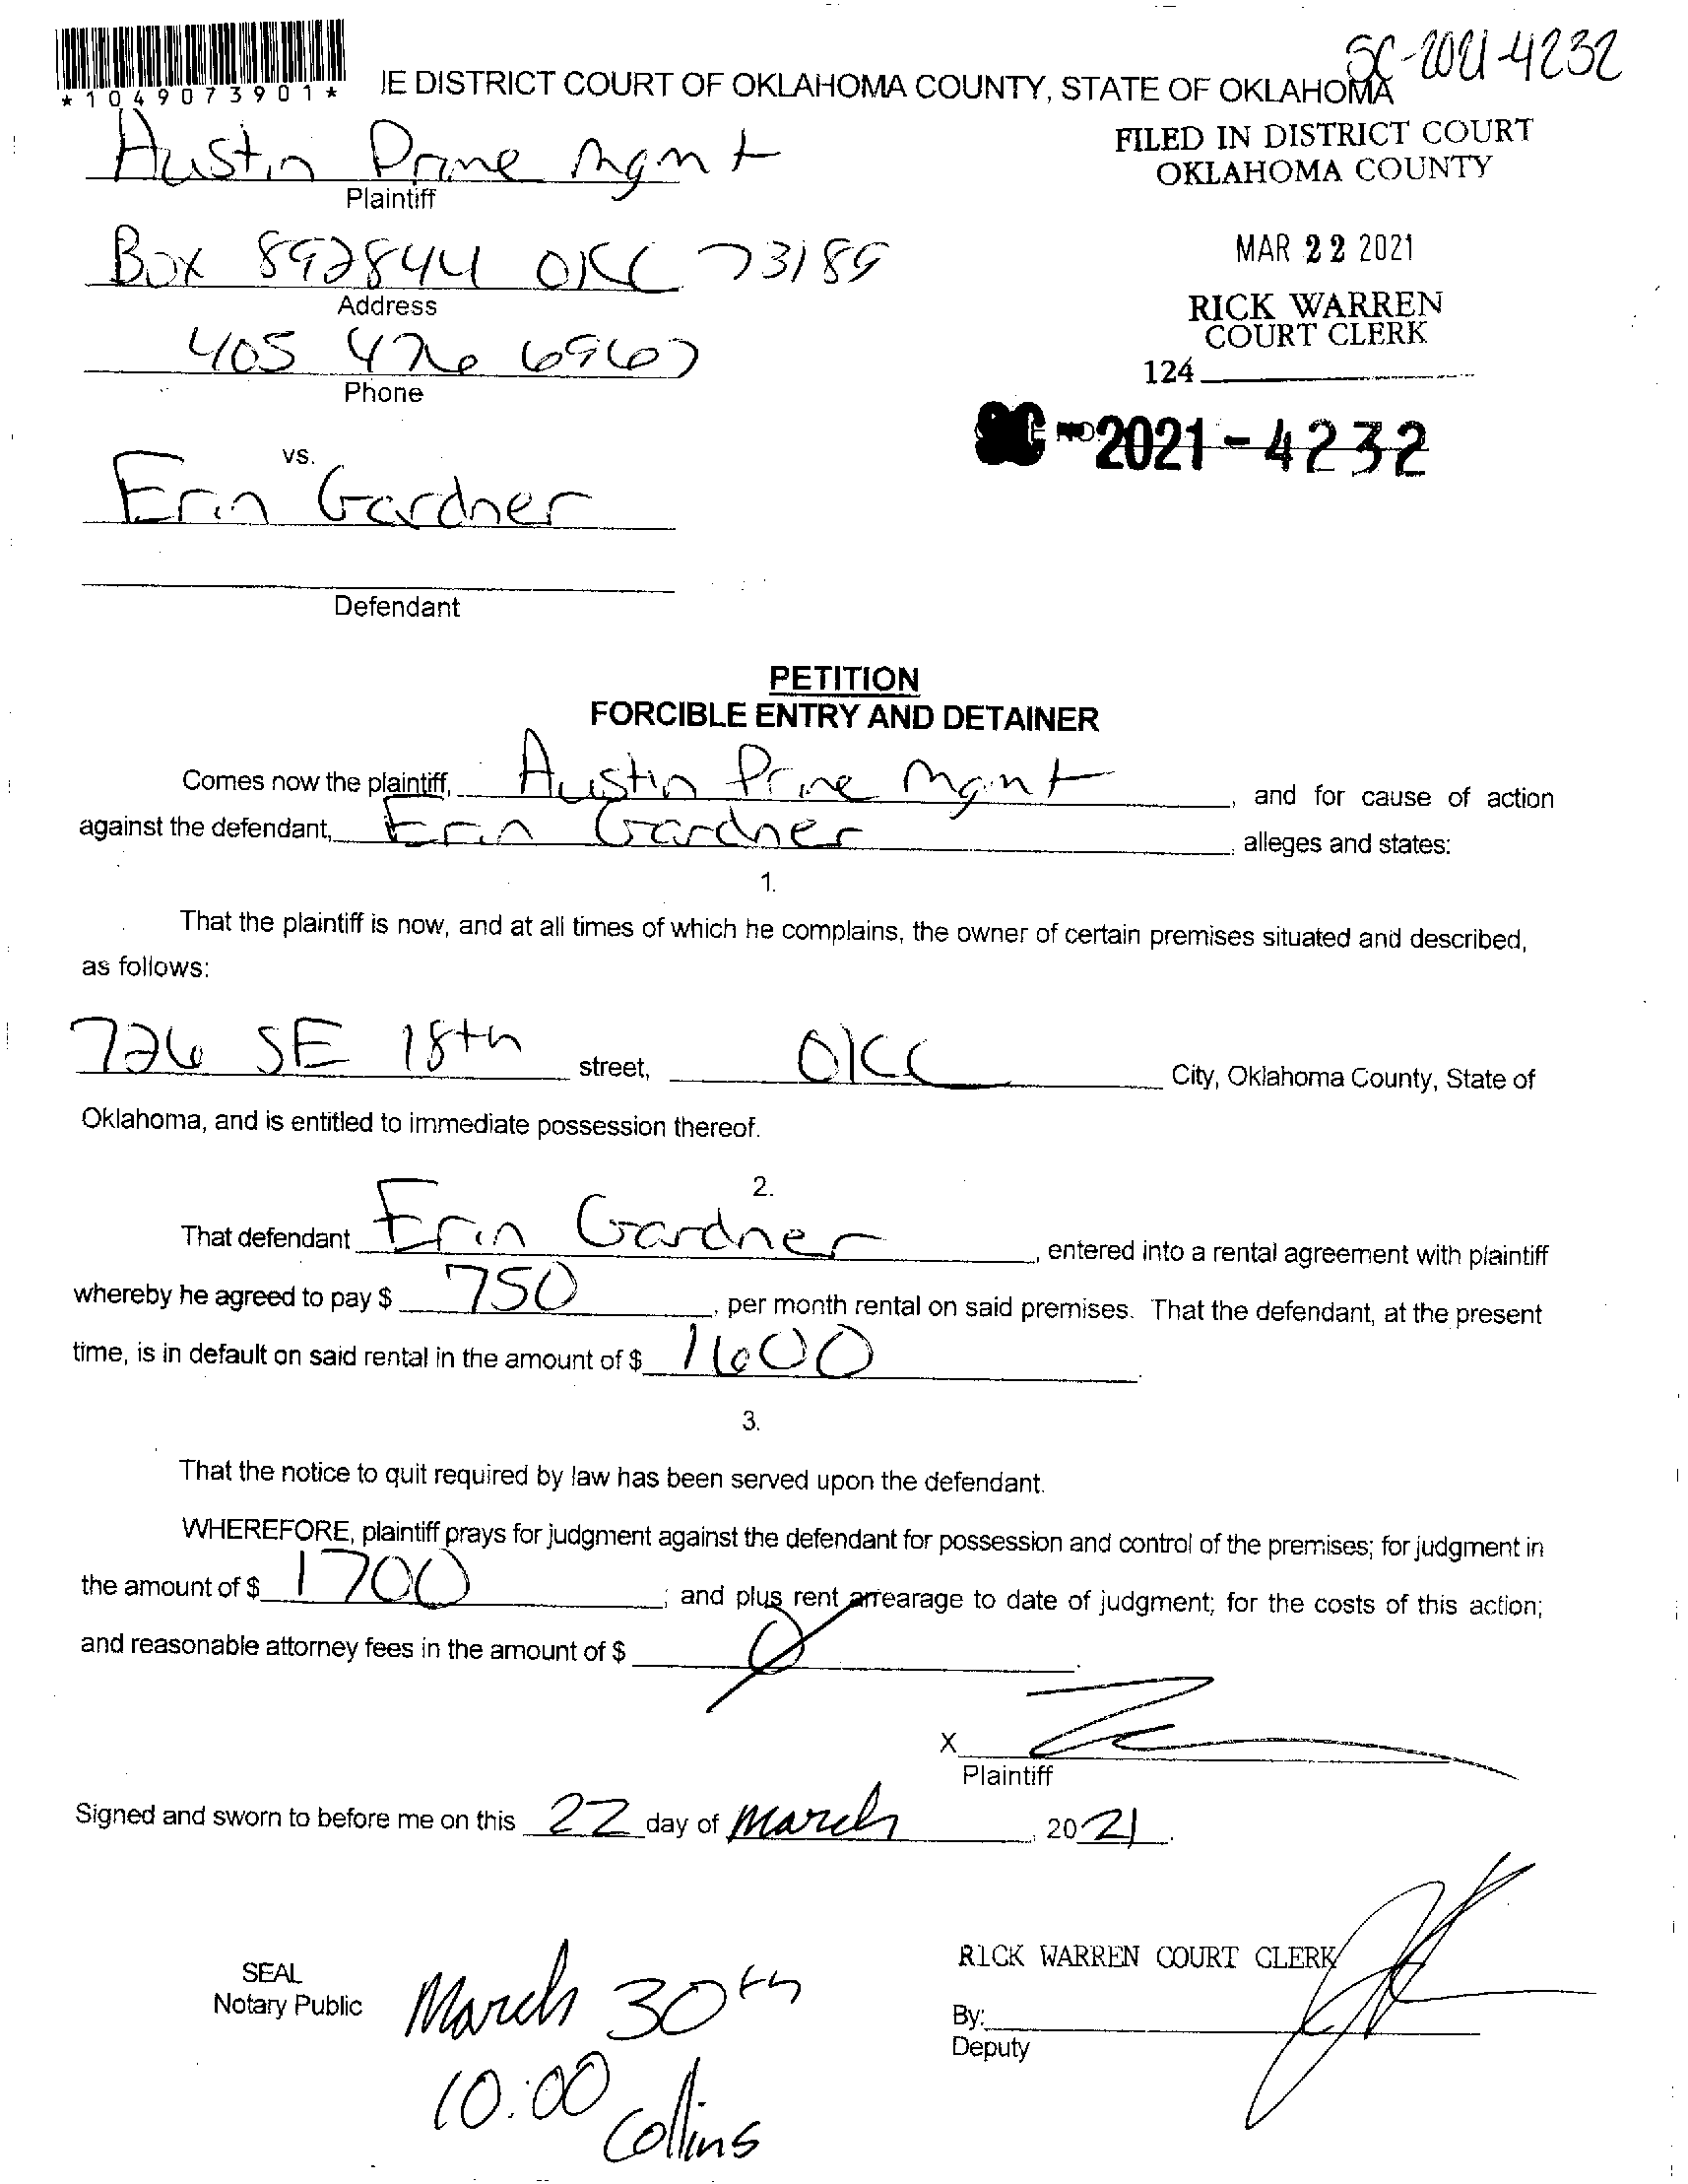 SC-2021-4232
*1049073901*
IE DISTRICT COURT OF OKLAHOMA COUNTY, STATE OF OKLAHOMA
Austin Prime Mgmt
Plaintiff
FILED IN DISTRICT COURT
OKLAHOMA COUNTY
Box 892844 OKC 73189
Address
MAR 22 2021
RICK WARREN
COURT CLERK
405 476 6967
Phone
124
SC-2021-4232
vs.
Erin Gardner
Defendant
PETITION
FORCIBLE ENTRY AND DETAINER
Comes now the plaintiff, Austin Prime Mgmt, and for cause of action
against the defendant, Erin Gardner, alleges and states:
1.
That the plaintiff is now, and at all times of which he complains, the owner of certain premises situated and described,
as follows:
726 SE 18th street, OKC City, Oklahoma County, State of
Oklahoma, and is entitled to immediate possession thereof.
2.
That defendant Erin Gardner, entered into a rental agreement with plaintiff
whereby he agreed to pay $ 750, per month rental on said premises. That the defendant, at the present
time, is in default on said rental in the amount of $ 1600.
3.
That the notice to quit required by law has been served upon the defendant.
WHEREFORE, plaintiff prays for judgment against the defendant for possession and control of the premises; for judgment in
the amount of $ 1700; and plus rent arrearage to date of judgment; for the costs of this action;
and reasonable attorney fees in the amount of $ 0.
X
Plaintiff
Signed and sworn to before me on this 22 day of March, 2021.
SEAL
Notary Public
RICK WARREN COURT CLERK
By:
Deputy
March 30th
10:00
Collins